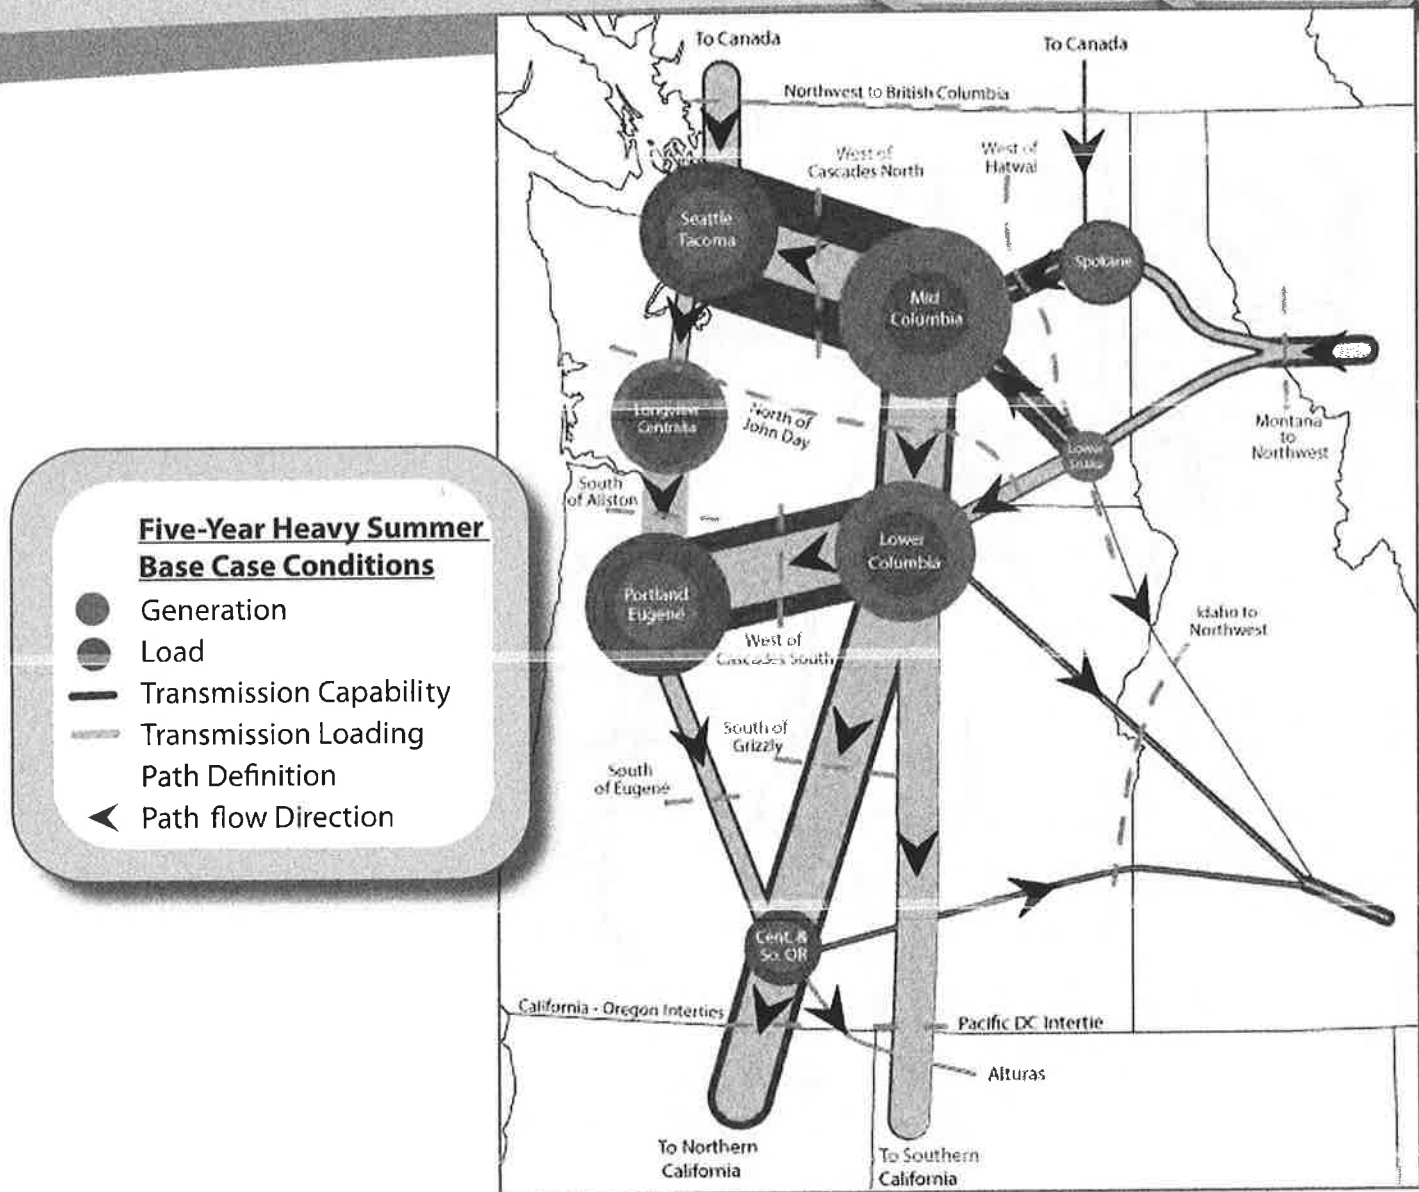 To Canada
To Canada
Northwest to British Columbia
West of
Cascades North
West of
Hatwai
Seattle
Tacoma
Spokane
Mid
Columbia
Longview
Centralia
North of
John Day
Montana
to
Northwest
Lower
Snake
South
of Allston
Five-Year Heavy Summer
Base Case Conditions
Generation
Load
Transmission Capability
Transmission Loading
Path Definition
Path flow Direction
Lower
Columbia
Portland
Eugene
West of
Cascades South
Idaho to
Northwest
South of
Grizzly
South
of Eugene
Cent. &
So. OR
California - Oregon Interties
Pacific DC Intertie
Alturas
To Northern
California
To Southern
California